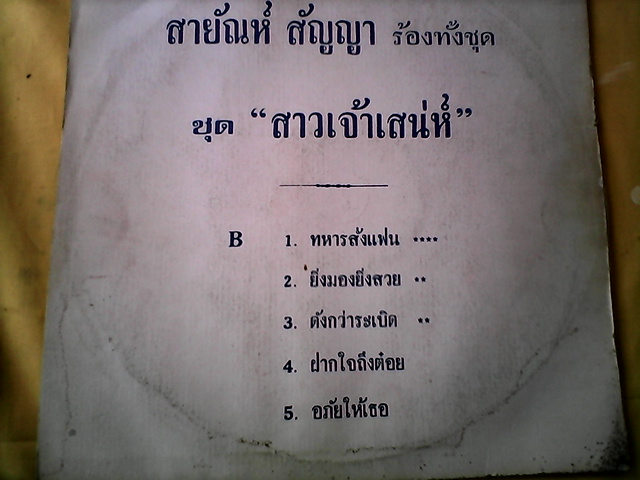 สายัณห์ สัญญา ร้องทั้งชุด
ชุด “สาวเจ้าเสน่ห์”
B 1. ทหารสั่งแฟน ****
2. ยิ่งมองยิ่งสวย **
3. ดังกว่าระเบิด **
4. ฝากใจถึงต๋อย
5. อภัยให้เธอ